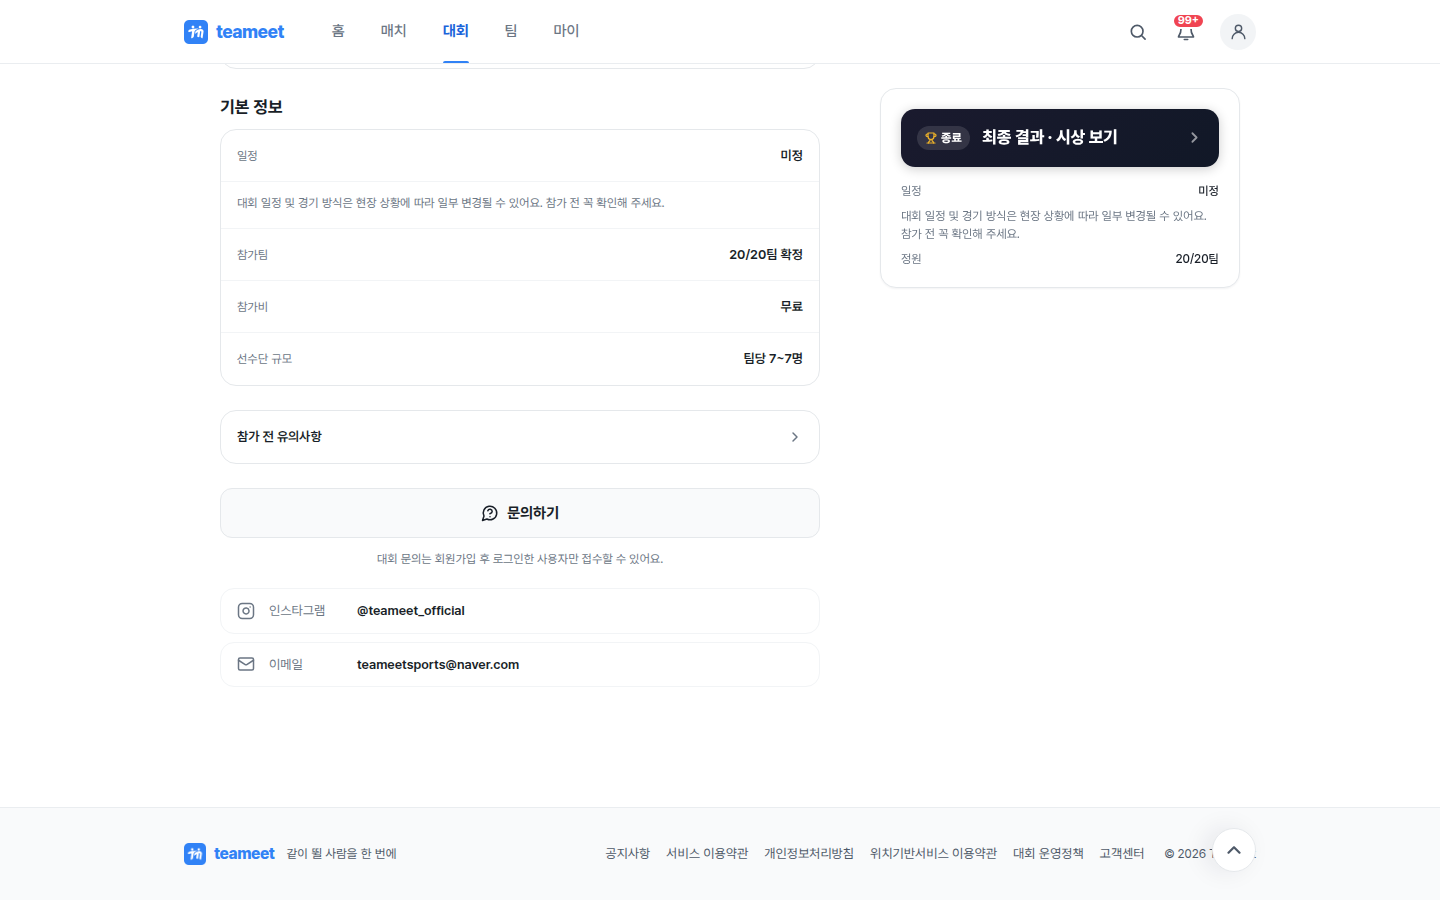 teameet
홈
매치
대회
팀
마이
99+
기본 정보
일정
미정
대회 일정 및 경기 방식은 현장 상황에 따라 일부 변경될 수 있어요. 참가 전 꼭 확인해 주세요.
참가팀
20/20팀 확정
참가비
무료
선수단 규모
팀당 7~7명
참가 전 유의사항
문의하기
대회 문의는 회원가입 후 로그인한 사용자만 접수할 수 있어요.
인스타그램
@teameet_official
이메일
teameetsports@naver.com
종료
최종 결과 · 시상 보기
일정
미정
대회 일정 및 경기 방식은 현장 상황에 따라 일부 변경될 수 있어요.
참가 전 꼭 확인해 주세요.
정원
20/20팀
teameet
같이 뛸 사람을 한 번에
공지사항
서비스 이용약관
개인정보처리방침
위치기반서비스 이용약관
대회 운영정책
고객센터
© 2026